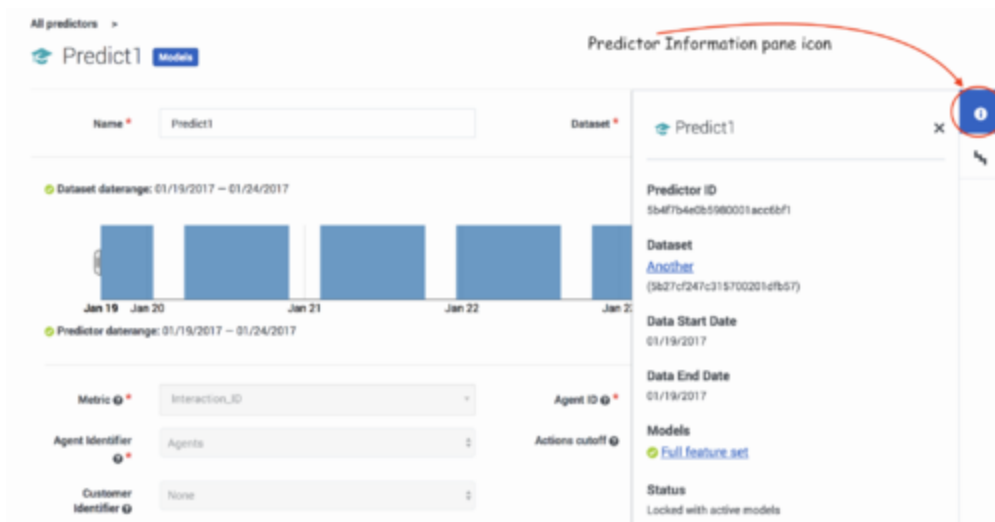 All predictors >
Predict1 Models
Predictor Information pane icon
Name *
Predict1
Dataset *
Dataset daterange: 01/19/2017 – 01/24/2017
Jan 19 Jan 20 Jan 21 Jan 22
Predictor daterange: 01/19/2017 – 01/24/2017
Metric *
Interaction_ID
Agent ID *
Agent Identifier *
Agents
Actions cutoff
Customer
Identifier
None
Predict1
Predictor ID
Dataset
Another
Data Start Date
01/19/2017
Data End Date
01/19/2017
Models
Full feature set
Status
Locked with active models